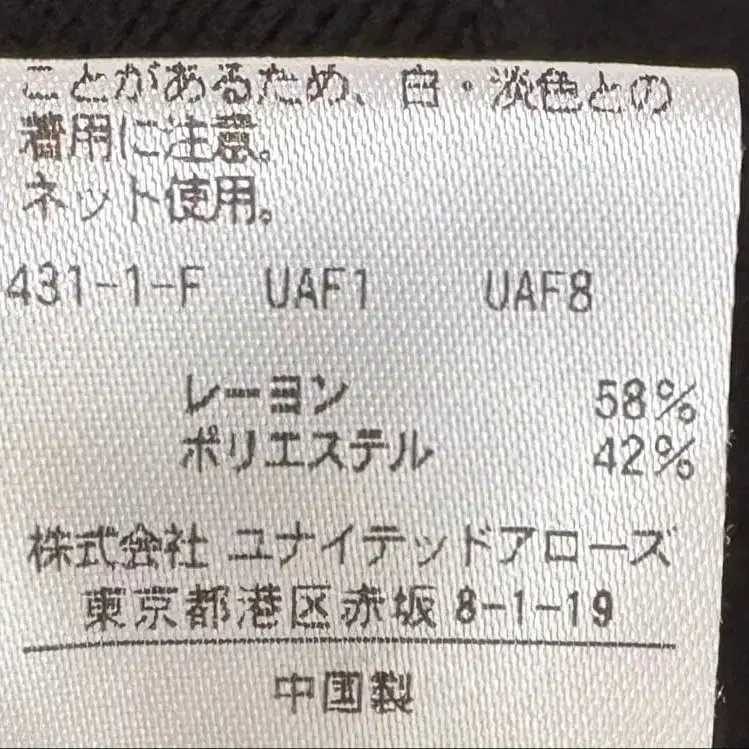 ことがあるため、白・淡色との
着用に注意。
ネット使用。
431-1-F UAF1 UAF8
レーヨン 58%
ポリエステル 42%
株式会社 ユナイテッドアローズ
東京都港区赤坂 8-1-19
中国製